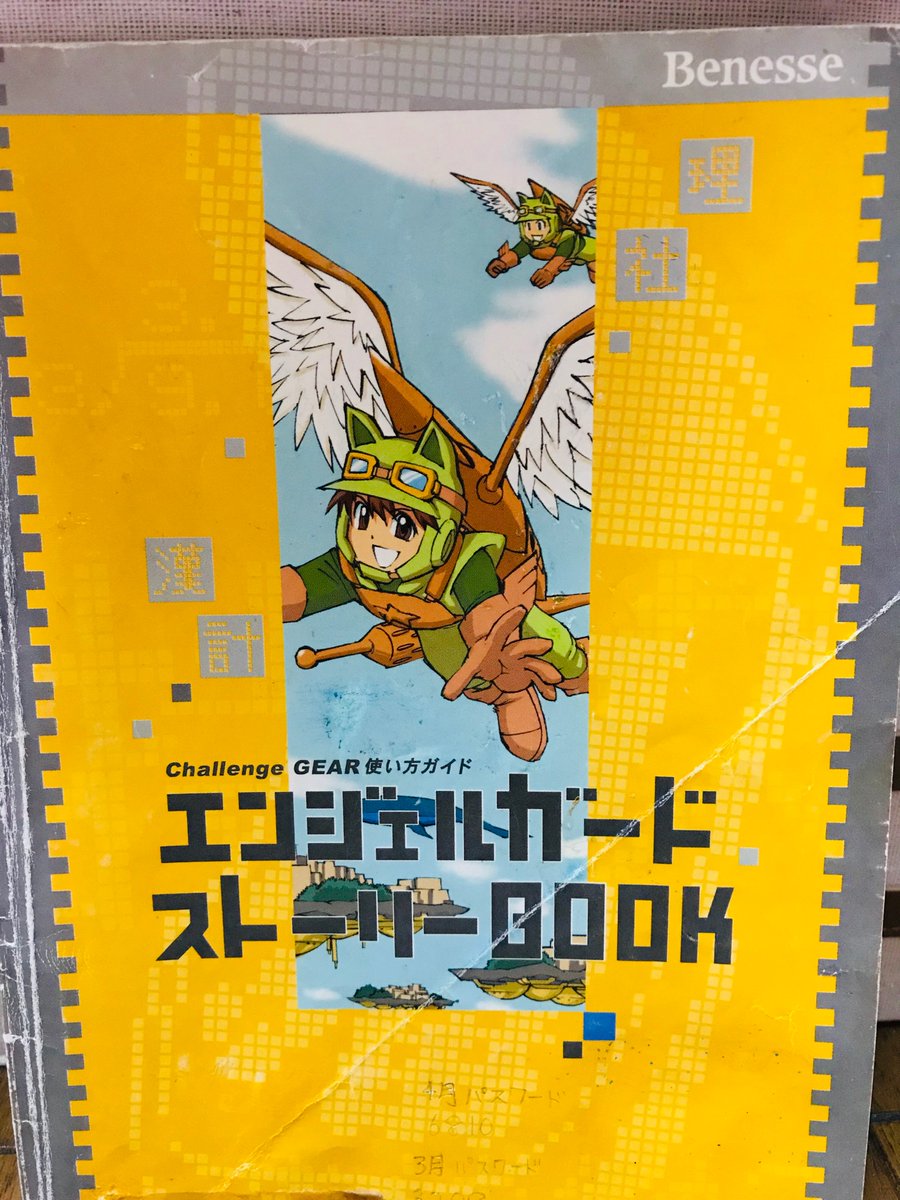 Benesse
理
社
漢
計
Challenge GEAR 使い方ガイド
エンジェルガード
ストーリーBOOK
パスワード
3月 パスワード